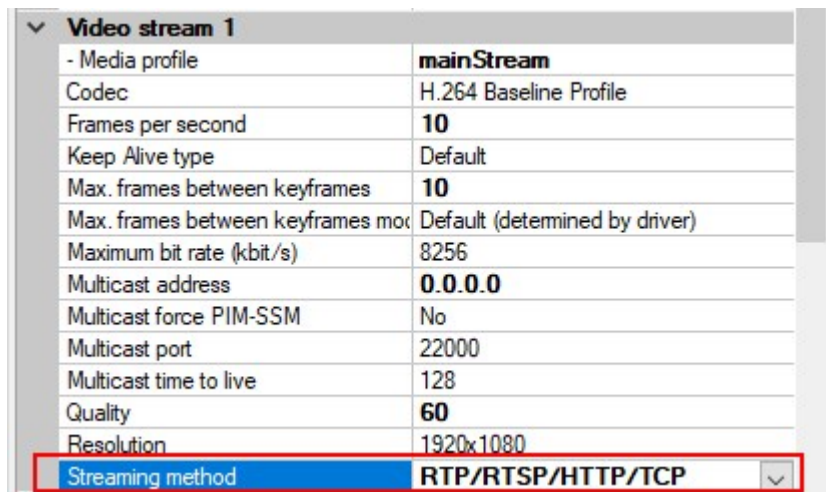 Video stream 1
- Media profile mainStream
Codec H.264 Baseline Profile
Frames per second 10
Keep Alive type Default
Max. frames between keyframes 10
Max. frames between keyframes mod Default (determined by driver)
Maximum bit rate (kbit/s) 8256
Multicast address 0.0.0.0
Multicast force PIM-SSM No
Multicast port 22000
Multicast time to live 128
Quality 60
Resolution 1920x1080
Streaming method RTP/RTSP/HTTP/TCP